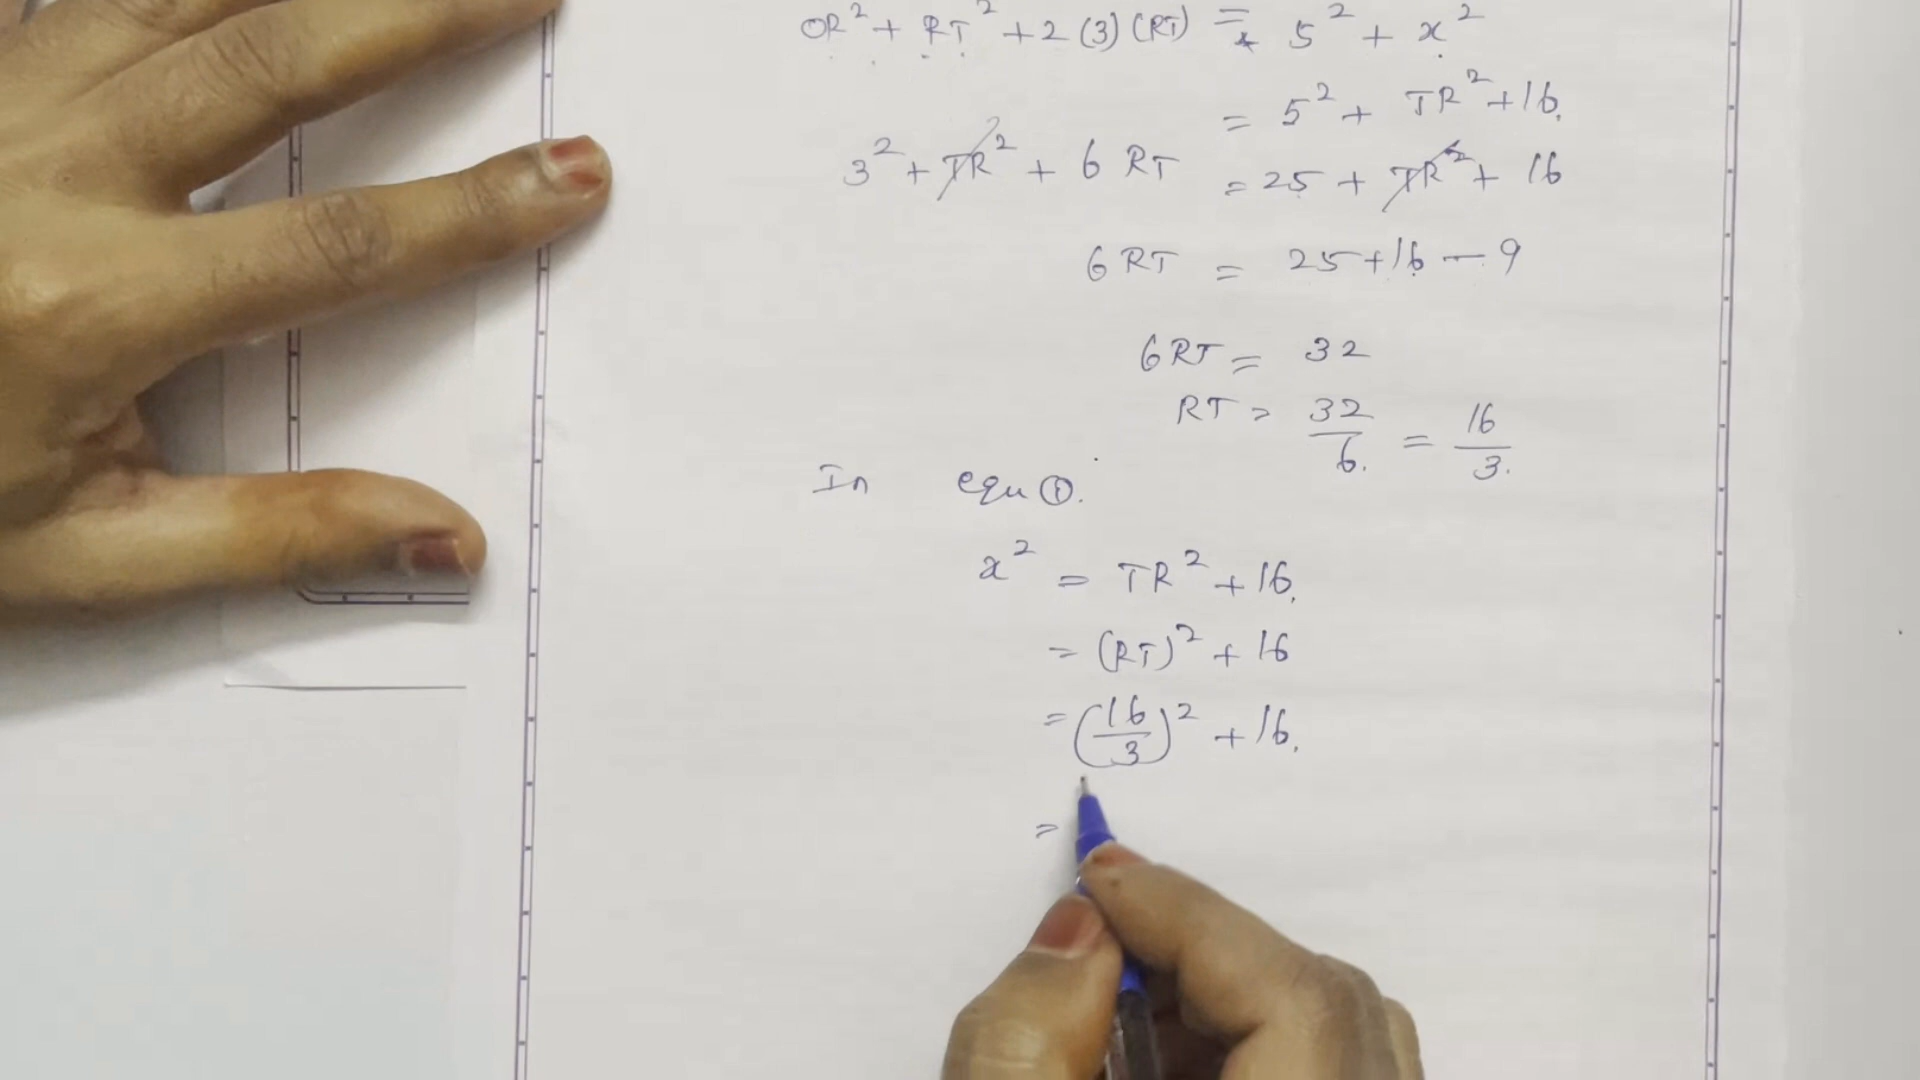 OR² + RT² + 2 (3) (RT) = 5² + x²
= 5² + TR² + 16.
3² + TR² + 6 RT = 25 + TR² + 16
6 RT = 25 + 16 - 9
6 RT = 32
RT = 32/6. = 16/3.
In equ ①.
x² = TR² + 16.
= (RT)² + 16
= (16/3)² + 16.
=